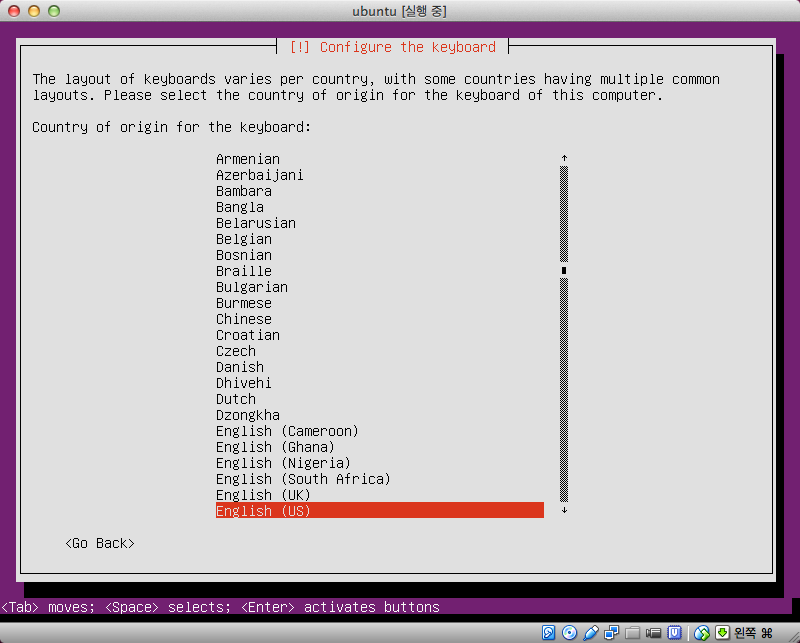 ubuntu [실행 중]
[!] Configure the keyboard
The layout of keyboards varies per country, with some countries having multiple common
layouts. Please select the country of origin for the keyboard of this computer.
Country of origin for the keyboard:
Armenian
Azerbaijani
Bambara
Bangla
Belarusian
Belgian
Bosnian
Braille
Bulgarian
Burmese
Chinese
Croatian
Czech
Danish
Dhivehi
Dutch
Dzongkha
English (Cameroon)
English (Ghana)
English (Nigeria)
English (South Africa)
English (UK)
English (US)
<Go Back>
<Tab> moves; <Space> selects; <Enter> activates buttons
왼쪽 ⌘